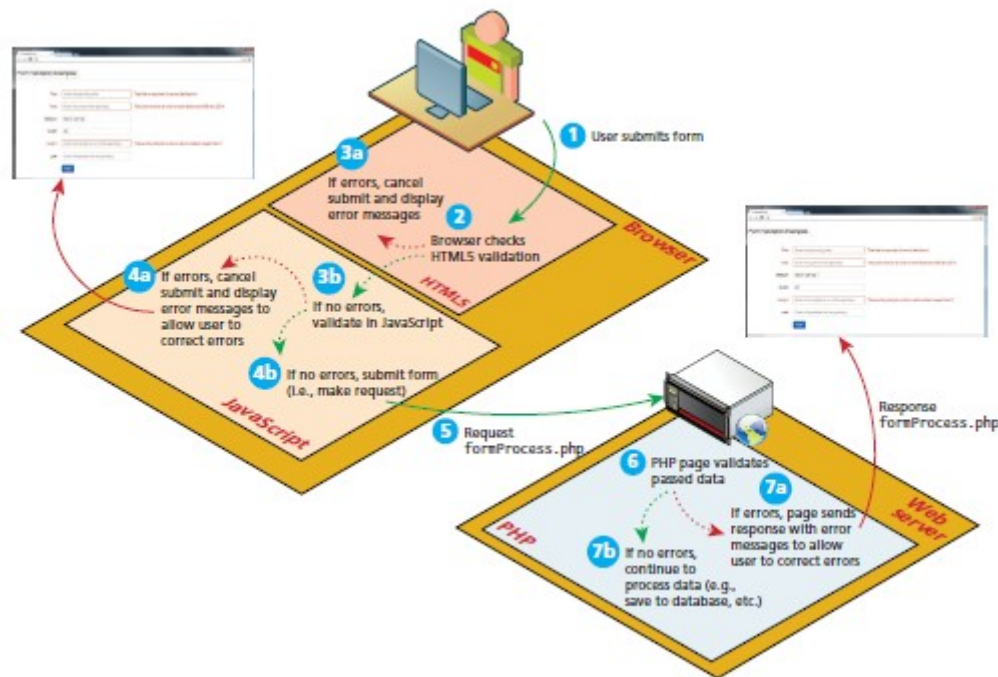 1 User submits form
3a
If errors, cancel
submit and display
error messages
2
Browser checks
HTML5 validation
Browser
HTML5
4a
If errors, cancel
submit and display
error messages to
allow user to
correct errors
3b
If no errors,
validate in JavaScript
4b
If no errors, submit form
(i.e., make request)
JavaScript
5 Request
formProcess.php
Response
formProcess.php
6 PHP page validates
passed data
7a
If errors, page sends
response with error
messages to allow
user to correct errors
7b
If no errors,
continue to
process data (e.g.,
save to database, etc.)
PHP
Web
server